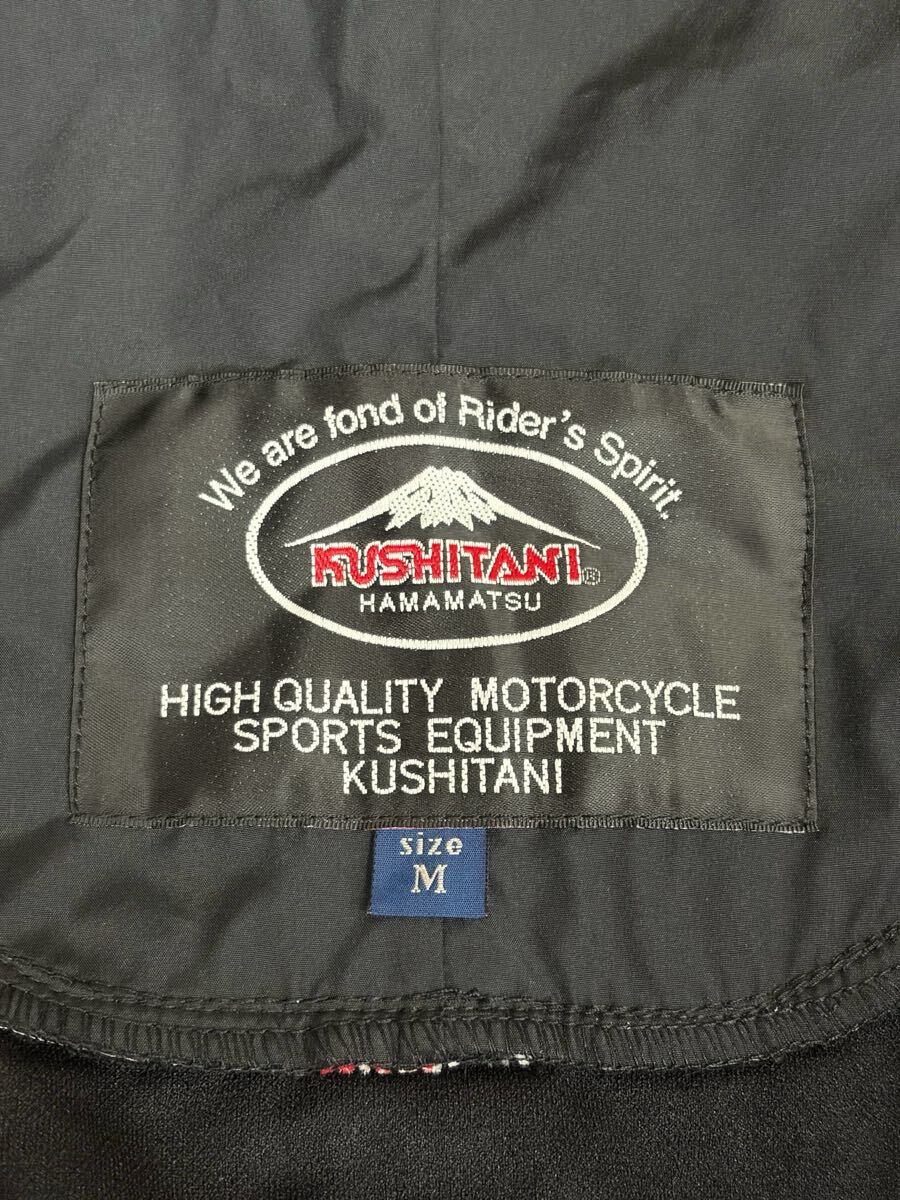 We are fond of Rider's Spirit.
KUSHITANI®
HAMAMATSU
HIGH QUALITY MOTORCYCLE
SPORTS EQUIPMENT
KUSHITANI
size
M